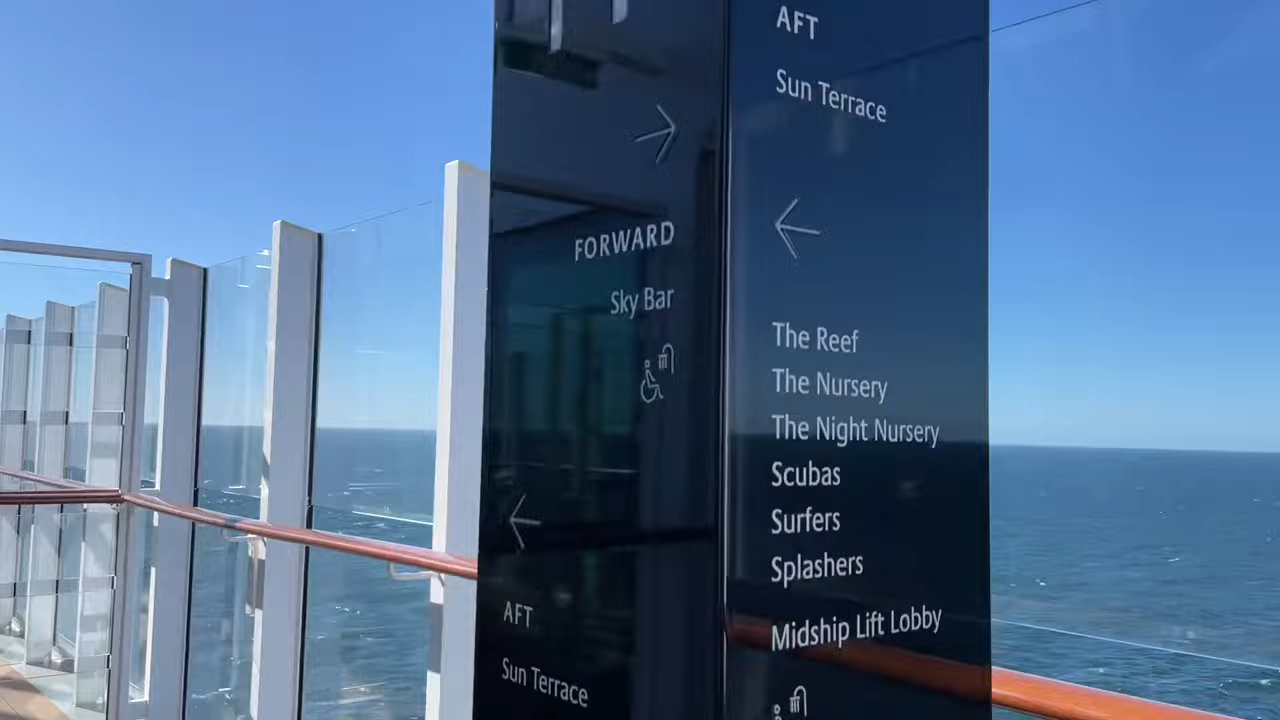 FORWARD
Sky Bar
AFT
Sun Terrace
AFT
Sun Terrace
The Reef
The Nursery
The Night Nursery
Scubas
Surfers
Splashers
Midship Lift Lobby